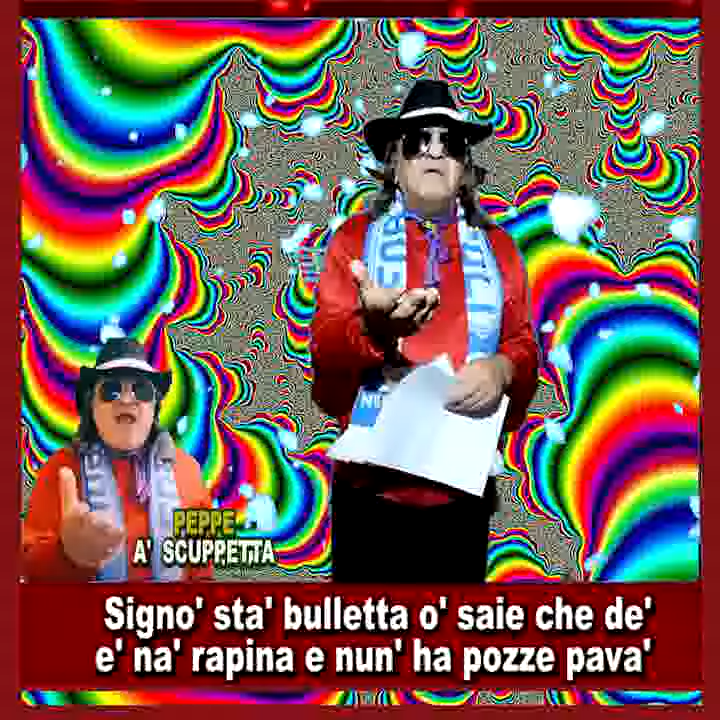 PEPPE
A' SCUPPETTA
Signo' sta' bulletta o' saie che de'
e' na' rapina e nun' ha pozze pava'